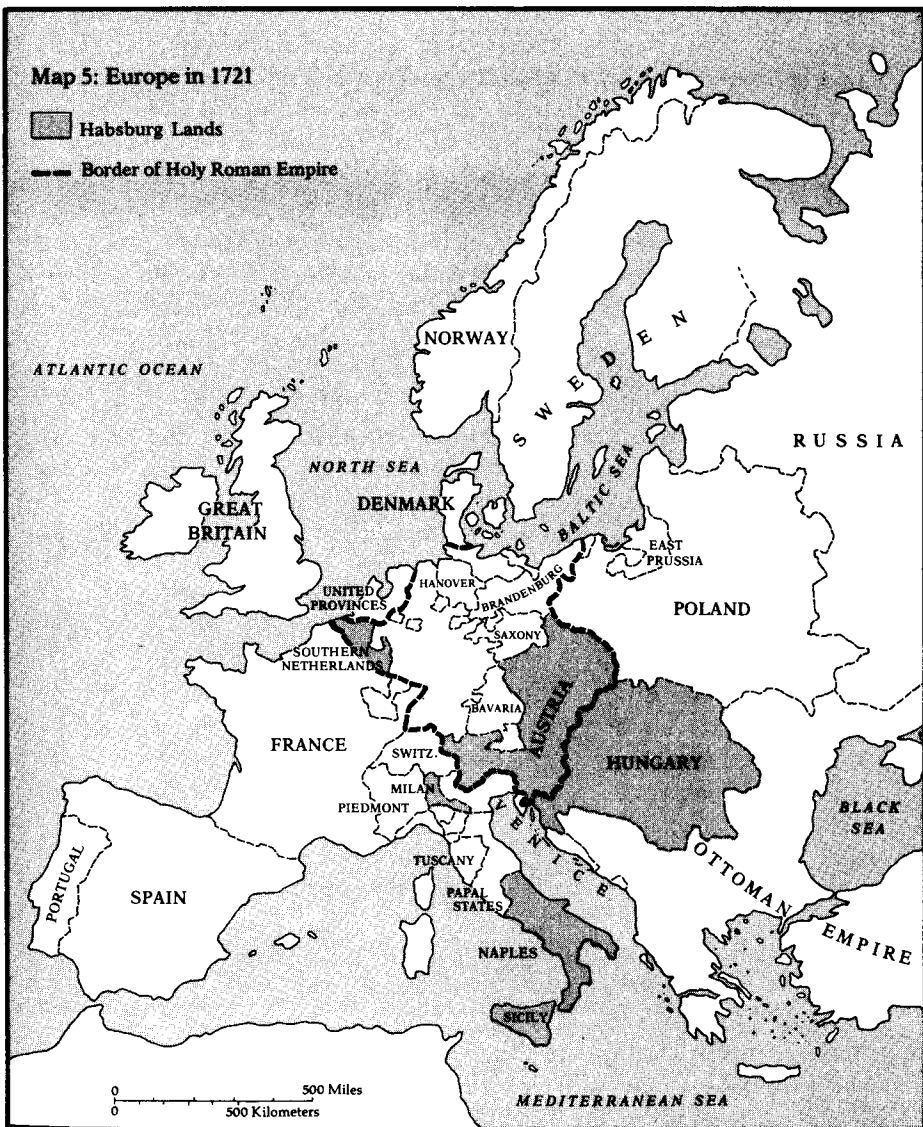 Map 5: Europe in 1721
Habsburg Lands
Border of Holy Roman Empire
NORWAY
SWEDEN
ATLANTIC OCEAN
RUSSIA
NORTH SEA
BALTIC SEA
DENMARK
GREAT
BRITAIN
EAST
PRUSSIA
HANOVER
BRANDENBURG
UNITED
PROVINCES
POLAND
SAXONY
SOUTHERN
NETHERLANDS
BAVARIA
AUSTRIA
FRANCE
SWITZ.
HUNGARY
MILAN
PIEDMONT
VENICE
BLACK
SEA
OTTOMAN
EMPIRE
TUSCANY
PORTUGAL
SPAIN
PAPAL
STATES
NAPLES
SICILY
0 500 Miles
0 500 Kilometers
MEDITERRANEAN SEA